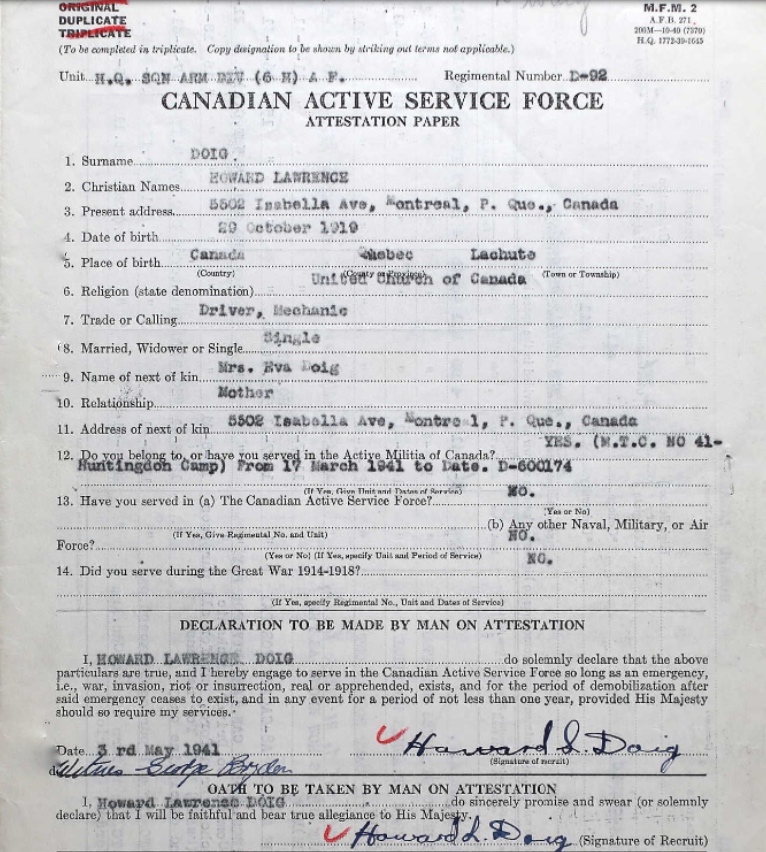 ORIGINAL
DUPLICATE
TRIPLICATE
M.F.M. 2
A.F.B. 271
200M—10-40 (7370)
H.Q. 1772-39-1645
(To be completed in triplicate. Copy designation to be shown by striking out terms not applicable.)
Unit H.Q. SQN ARM DIV (6 M) A F. Regimental Number D-92
CANADIAN ACTIVE SERVICE FORCE
ATTESTATION PAPER
1. Surname DOIG
2. Christian Names HOWARD LAWRENCE
3. Present address 5502 Isabella Ave, Montreal, P. Que., Canada
4. Date of birth 29 October 1919
5. Place of birth Canada Quebec Lachute
(Country) (County or Province) (Town or Township)
6. Religion (state denomination) United Church of Canada
7. Trade or Calling Driver, Mechanic
8. Married, Widower or Single Single
9. Name of next of kin Mrs. Eva Doig
10. Relationship Mother
11. Address of next of kin 5502 Isabella Ave, Montreal, P. Que., Canada
12. Do you belong to, or have you served in the Active Militia of Canada? YES. (M.T.C. NO 41-
Huntingdon Camp) From 17 March 1941 to Date. D-600174
(If Yes, Give Unit and Dates of Service)
13. Have you served in (a) The Canadian Active Service Force? NO.
(Yes or No)
(If Yes, Give Regimental No. and Unit) (b) Any other Naval, Military, or Air
Force? NO.
(Yes or No) (If Yes, specify Unit and Period of Service)
14. Did you serve during the Great War 1914-1918? NO.
(If Yes, specify Regimental No., Unit and Dates of Service)
DECLARATION TO BE MADE BY MAN ON ATTESTATION
I, HOWARD LAWRENCE DOIG do solemnly declare that the above
particulars are true, and I hereby engage to serve in the Canadian Active Service Force so long as an emergency,
i.e., war, invasion, riot or insurrection, real or apprehended, exists, and for the period of demobilization after
said emergency ceases to exist, and in any event for a period of not less than one year, provided His Majesty
should so require my services.
Date 3 rd May 1941 Howard L. Doig
(Signature of recruit)
Witness George
OATH TO BE TAKEN BY MAN ON ATTESTATION
I, Howard Lawrence DOIG do sincerely promise and swear (or solemnly
declare) that I will be faithful and bear true allegiance to His Majesty.
Howard L. Doig (Signature of Recruit)